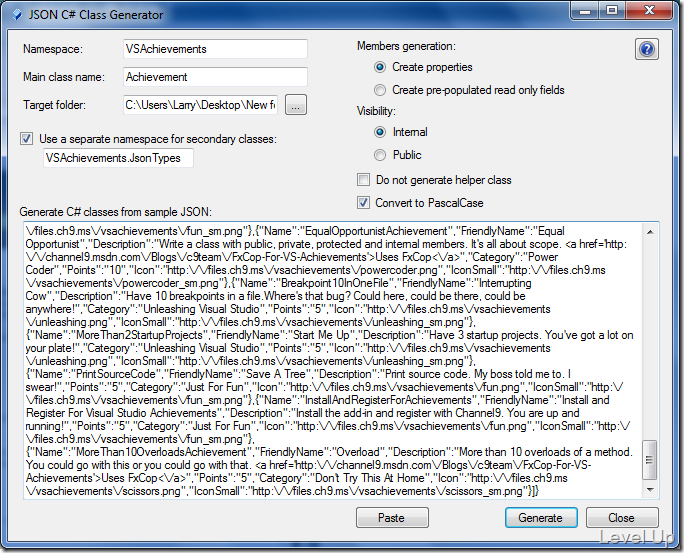 JSON C# Class Generator
Namespace: VSAchievements
Main class name: Achievement
Target folder: C:\Users\Larry\Desktop\New f ...
Use a separate namespace for secondary classes:
VSAchievements.JsonTypes
Members generation:
Create properties
Create pre-populated read only fields
Visibility:
Internal
Public
Do not generate helper class
Convert to PascalCase
Generate C# classes from sample JSON:
\/files.ch9.ms\/vsachievements\/fun_sm.png"},{"Name":"EqualOpportunistAchievement","FriendlyName":"Equal
Opportunist","Description":"Write a class with public, private, protected and internal members. It's all about scope. <a href='http:
\/\/channel9.msdn.com\/Blogs\/c9team\/FxCop-For-VS-Achievements'>Uses FxCop<\/a>","Category":"Power
Coder","Points":"10","Icon":"http:\/\/files.ch9.ms\/vsachievements\/powercoder.png","IconSmall":"http:\/\/files.ch9.ms
\/vsachievements\/powercoder_sm.png"},{"Name":"Breakpoint10InOneFile","FriendlyName":"Interrupting
Cow","Description":"Have 10 breakpoints in a file.Where's that bug? Could here, could be there, could be
anywhere!","Category":"Unleashing Visual Studio","Points":"5","Icon":"http:\/\/files.ch9.ms\/vsachievements
\/unleashing.png","IconSmall":"http:\/\/files.ch9.ms\/vsachievements\/unleashing_sm.png"},
{"Name":"MoreThan2StartupProjects","FriendlyName":"Start Me Up","Description":"Have 3 startup projects. You've got a lot on
your plate!","Category":"Unleashing Visual Studio","Points":"5","Icon":"http:\/\/files.ch9.ms\/vsachievements
\/unleashing.png","IconSmall":"http:\/\/files.ch9.ms\/vsachievements\/unleashing_sm.png"},
{"Name":"PrintSourceCode","FriendlyName":"Save A Tree","Description":"Print source code. My boss told me to. I
swear!","Points":"5","Category":"Just For Fun","Icon":"http:\/\/files.ch9.ms\/vsachievements\/fun.png","IconSmall":"http:\/
\/files.ch9.ms\/vsachievements\/fun_sm.png"},{"Name":"InstallAndRegisterForAchievements","FriendlyName":"Install and
Register For Visual Studio Achievements","Description":"Install the add-in and register with Channel9. You are up and
running!","Points":"5","Category":"Just For Fun","Icon":"http:\/\/files.ch9.ms\/vsachievements\/fun.png","IconSmall":"http:\/
\/files.ch9.ms\/vsachievements\/fun_sm.png"},
{"Name":"MoreThan10OverloadsAchievement","FriendlyName":"Overload","Description":"More than 10 overloads of a method.
You could go with this or you could go with that. <a href='http:\/\/channel9.msdn.com\/Blogs\/c9team\/FxCop-For-VS-
Achievements'>Uses FxCop<\/a>","Points":"5","Category":"Don't Try This At Home","Icon":"http:\/\/files.ch9.ms
\/vsachievements\/scissors.png","IconSmall":"http:\/\/files.ch9.ms\/vsachievements\/scissors_sm.png"}]}
Paste Generate Close
Level Up